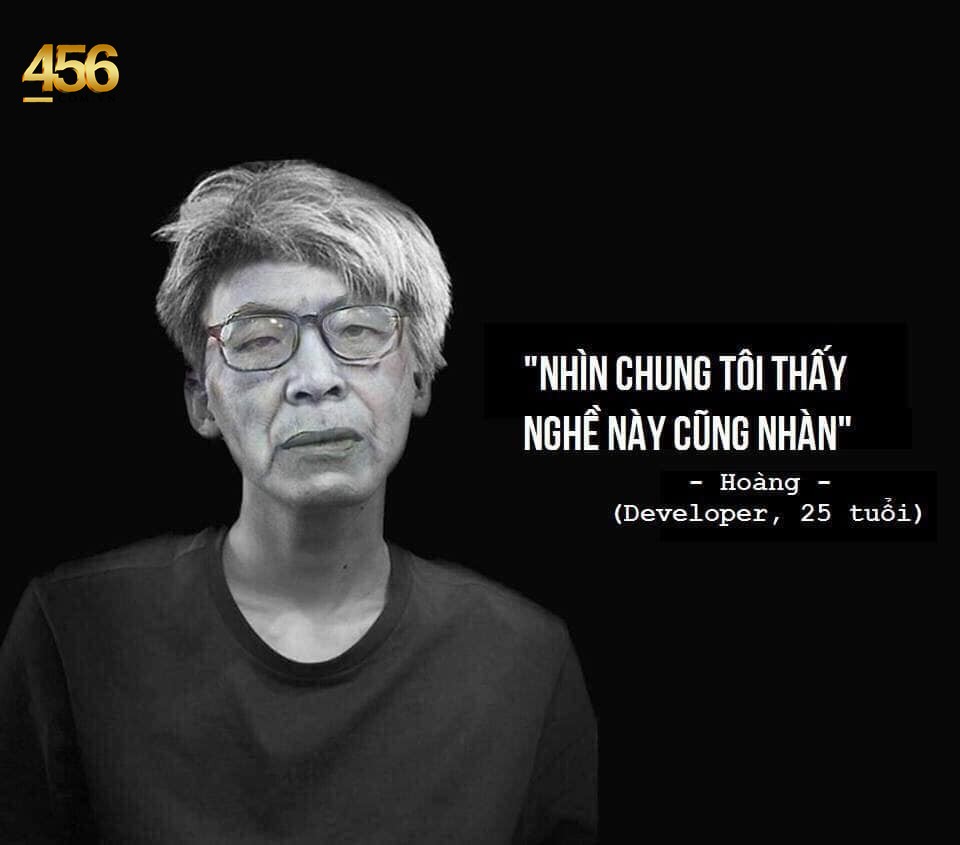 456
"NHÌN CHUNG TÔI THẤY
NGHỀ NÀY CŨNG NHÀN"
- Hoàng -
(Developer, 25 tuổi)